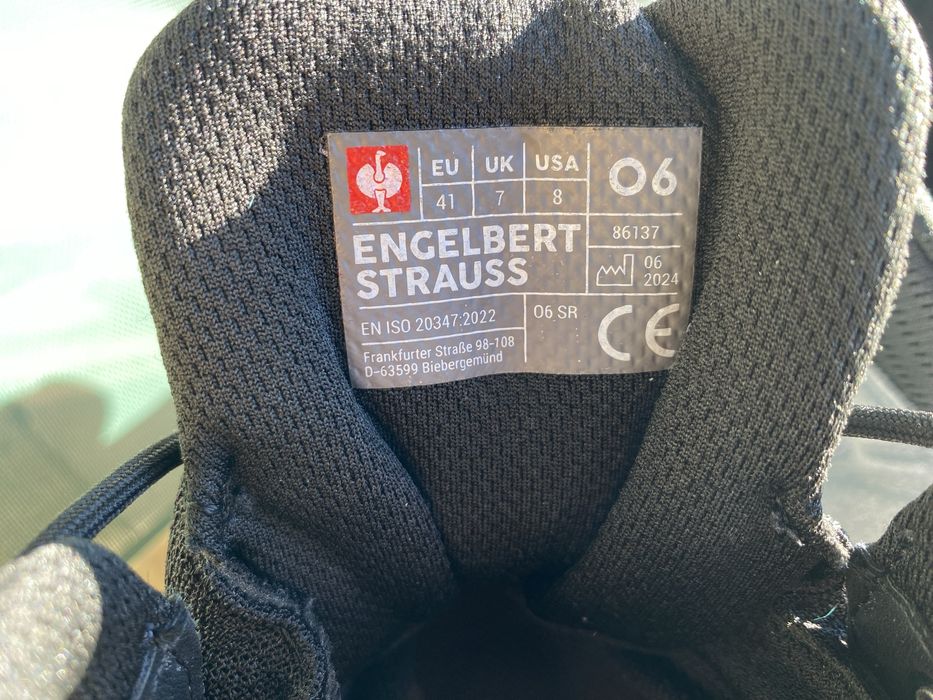 EU UK USA
41 7 8
O6
ENGELBERT
STRAUSS
86137
06
2024
EN ISO 20347:2022
Frankfurter Straße 98-108
D-63599 Biebergemünd
O6 SR
CE